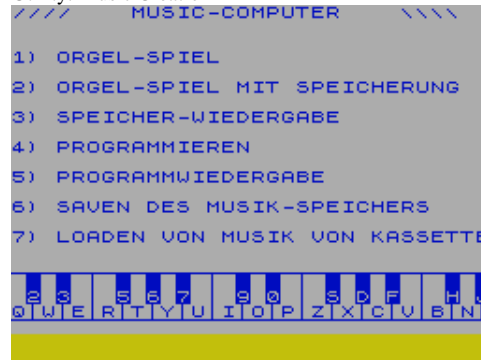 //// MUSIC-COMPUTER \\\\
1) ORGEL-SPIEL
2) ORGEL-SPIEL MIT SPEICHERUNG
3) SPEICHER-WIEDERGABE
4) PROGRAMMIEREN
5) PROGRAMMWIEDERGABE
6) SAVEN DES MUSIK-SPEICHERS
7) LOADEN VON MUSIK VON KASSETTE
2 3 5 6 7 9 0 S D F H J
Q W E R T Y U I O P Z X C V B N